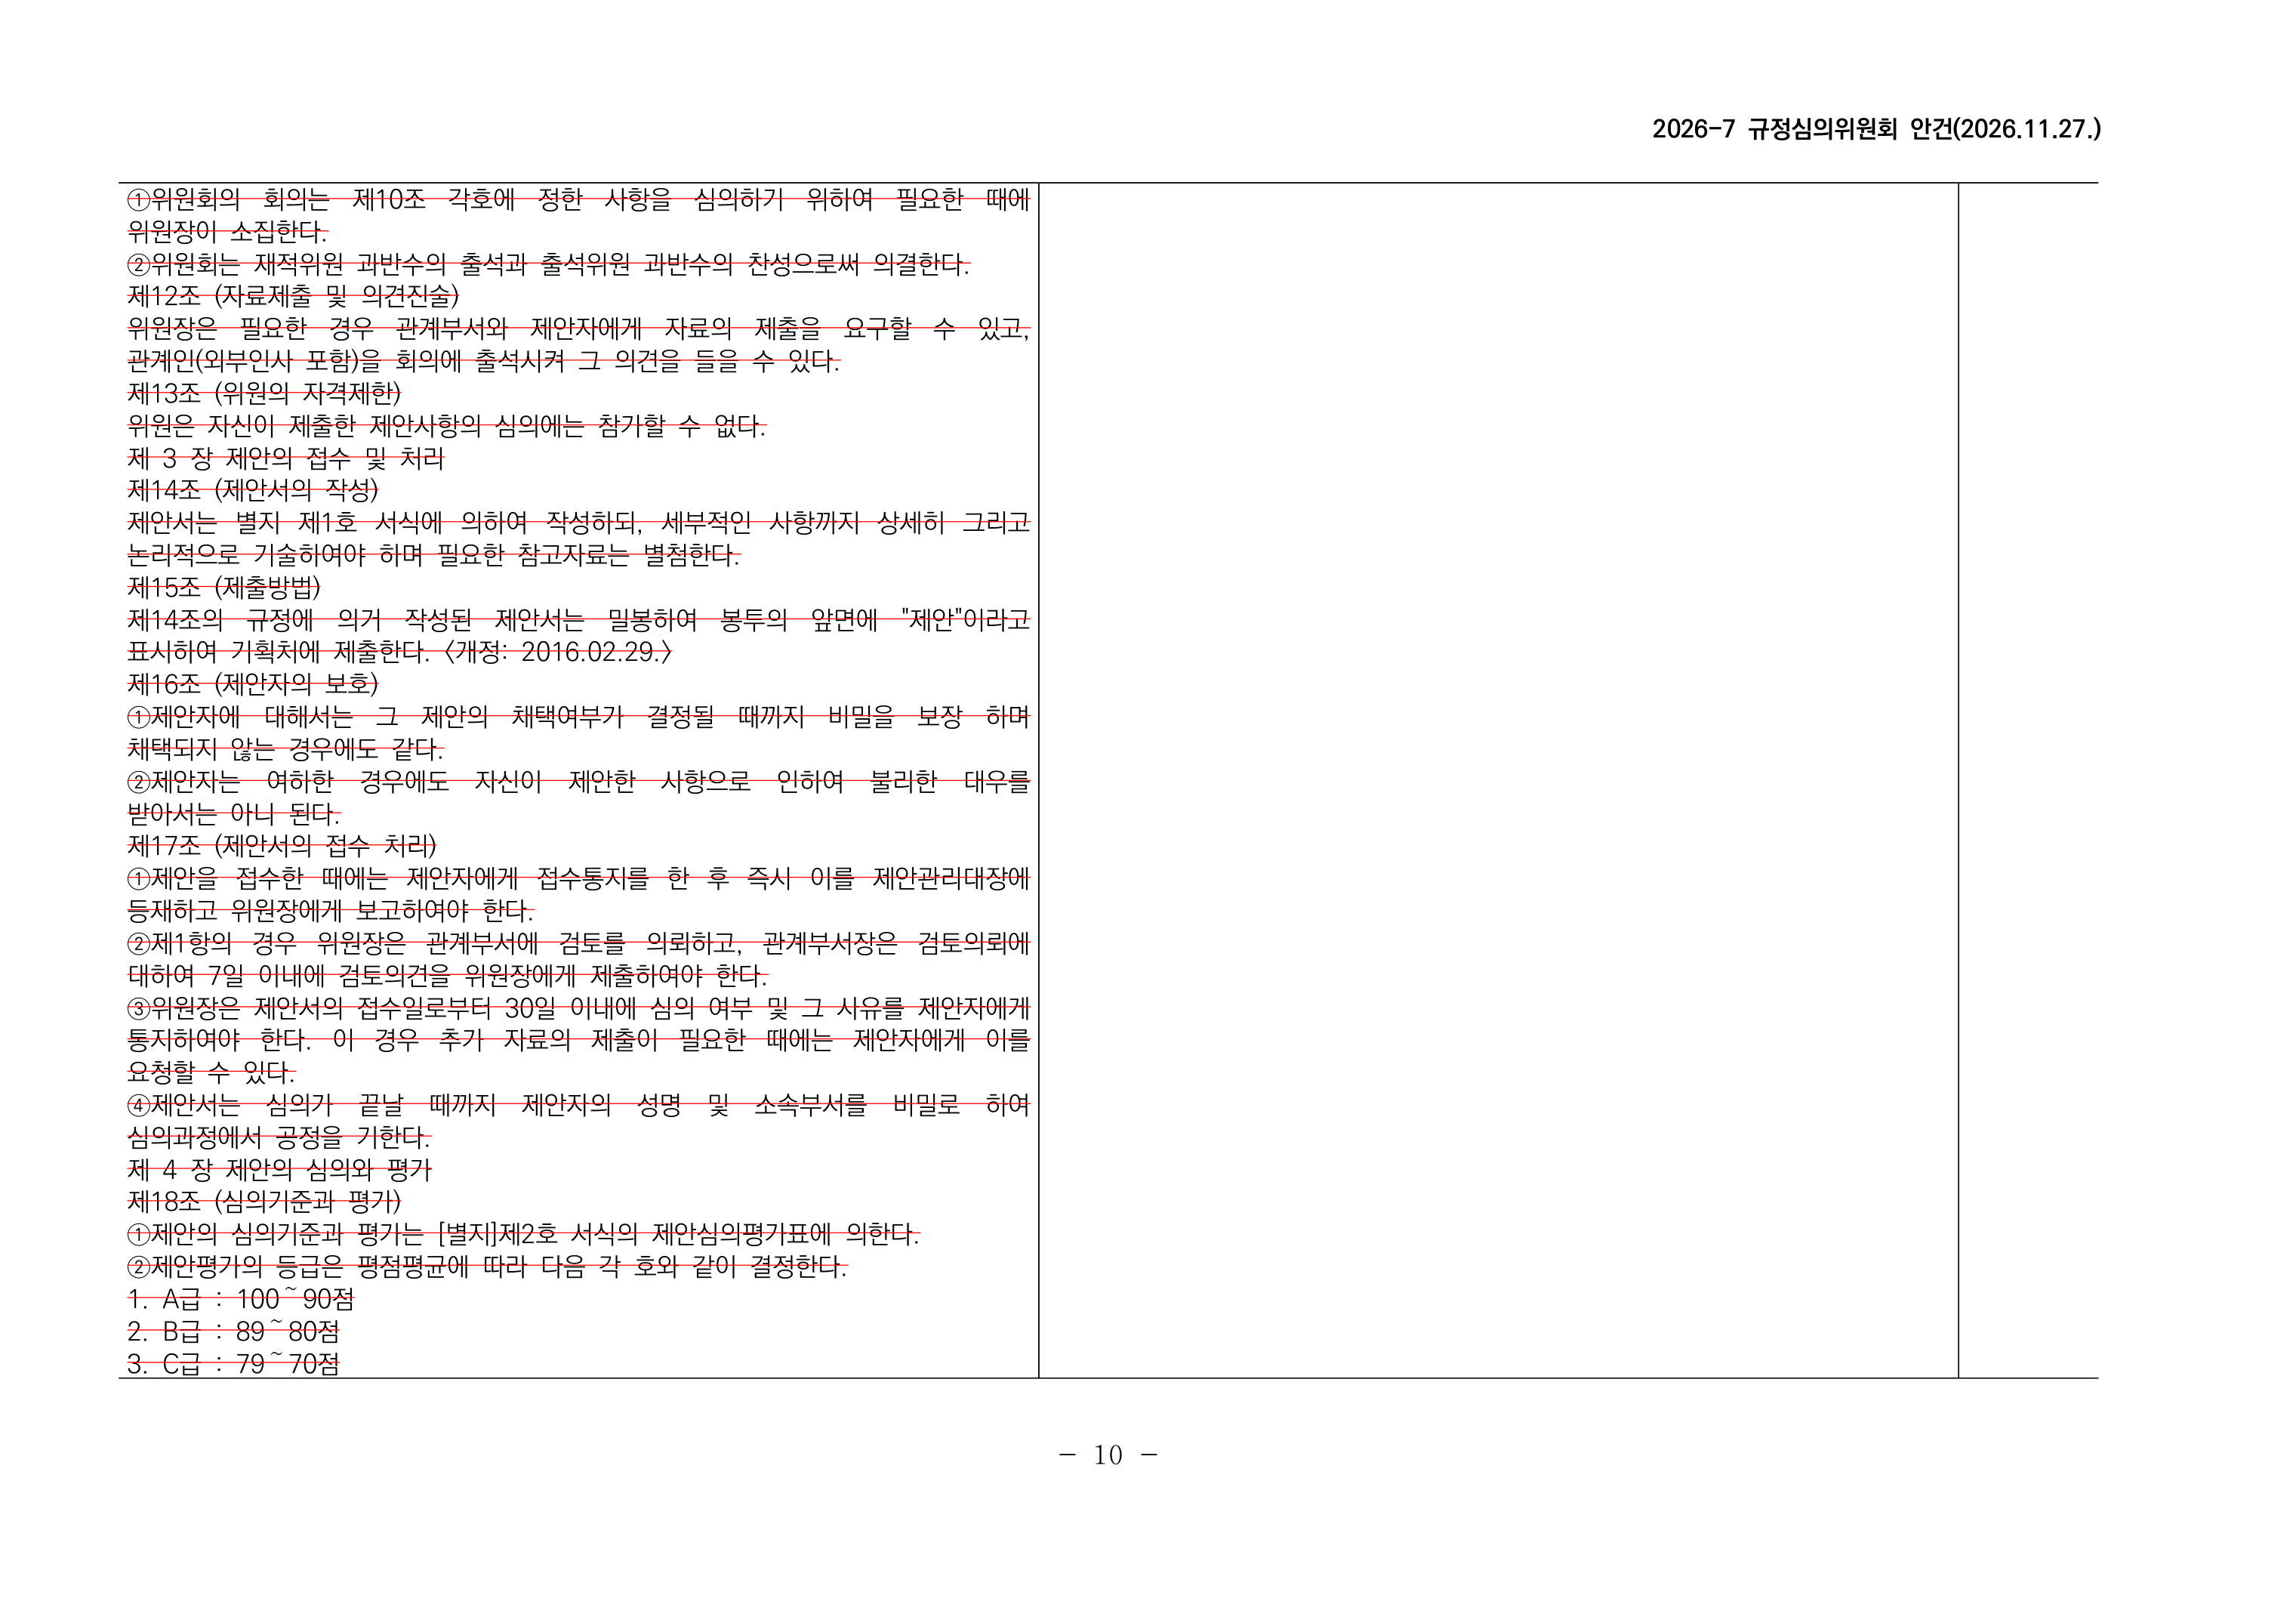 2026-7 규정심의위원회 안건(2026.11.27.)
①위원회의 회의는 제10조 각호에 정한 사항을 심의하기 위하여 필요한 때에
위원장이 소집한다.
②위원회는 재적위원 과반수의 출석과 출석위원 과반수의 찬성으로써 의결한다.
제12조 (자료제출 및 의견진술)
위원장은 필요한 경우 관계부서와 제안자에게 자료의 제출을 요구할 수 있고,
관계인(외부인사 포함)을 회의에 출석시켜 그 의견을 들을 수 있다.
제13조 (위원의 자격제한)
위원은 자신이 제출한 제안사항의 심의에는 참가할 수 없다.
제 3 장 제안의 접수 및 처리
제14조 (제안서의 작성)
제안서는 별지 제1호 서식에 의하여 작성하되, 세부적인 사항까지 상세히 그리고
논리적으로 기술하여야 하며 필요한 참고자료는 별첨한다.
제15조 (제출방법)
제14조의 규정에 의거 작성된 제안서는 밀봉하여 봉투의 앞면에 "제안"이라고
표시하여 기획처에 제출한다. <개정: 2016.02.29.>
제16조 (제안자의 보호)
①제안자에 대해서는 그 제안의 채택여부가 결정될 때까지 비밀을 보장 하며
채택되지 않는 경우에도 같다.
②제안자는 여하한 경우에도 자신이 제안한 사항으로 인하여 불리한 대우를
받아서는 아니 된다.
제17조 (제안서의 접수 처리)
①제안을 접수한 때에는 제안자에게 접수통지를 한 후 즉시 이를 제안관리대장에
등재하고 위원장에게 보고하여야 한다.
②제1항의 경우 위원장은 관계부서에 검토를 의뢰하고, 관계부서장은 검토의뢰에
대하여 7일 이내에 검토의견을 위원장에게 제출하여야 한다.
③위원장은 제안서의 접수일로부터 30일 이내에 심의 여부 및 그 사유를 제안자에게
통지하여야 한다. 이 경우 추가 자료의 제출이 필요한 때에는 제안자에게 이를
요청할 수 있다.
④제안서는 심의가 끝날 때까지 제안자의 성명 및 소속부서를 비밀로 하여
심의과정에서 공정을 기한다.
제 4 장 제안의 심의와 평가
제18조 (심의기준과 평가)
①제안의 심의기준과 평가는 [별지]제2호 서식의 제안심의평가표에 의한다.
②제안평가의 등급은 평점평균에 따라 다음 각 호와 같이 결정한다.
1. A급 : 100~90점
2. B급 : 89~80점
3. C급 : 79~70점
- 10 -